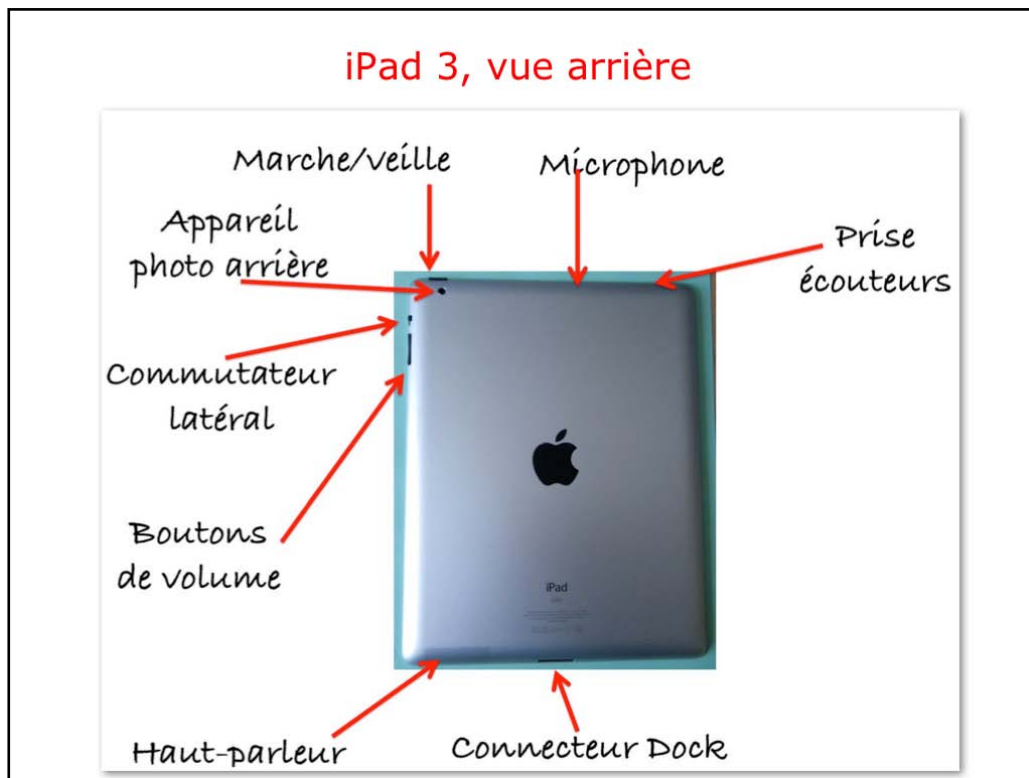 iPad 3, vue arrière
Marche/veille
Microphone
Appareil
photo arrière
Prise
écouteurs
Commutateur
latéral
Boutons
de volume
iPad
Haut-parleur
Connecteur Dock